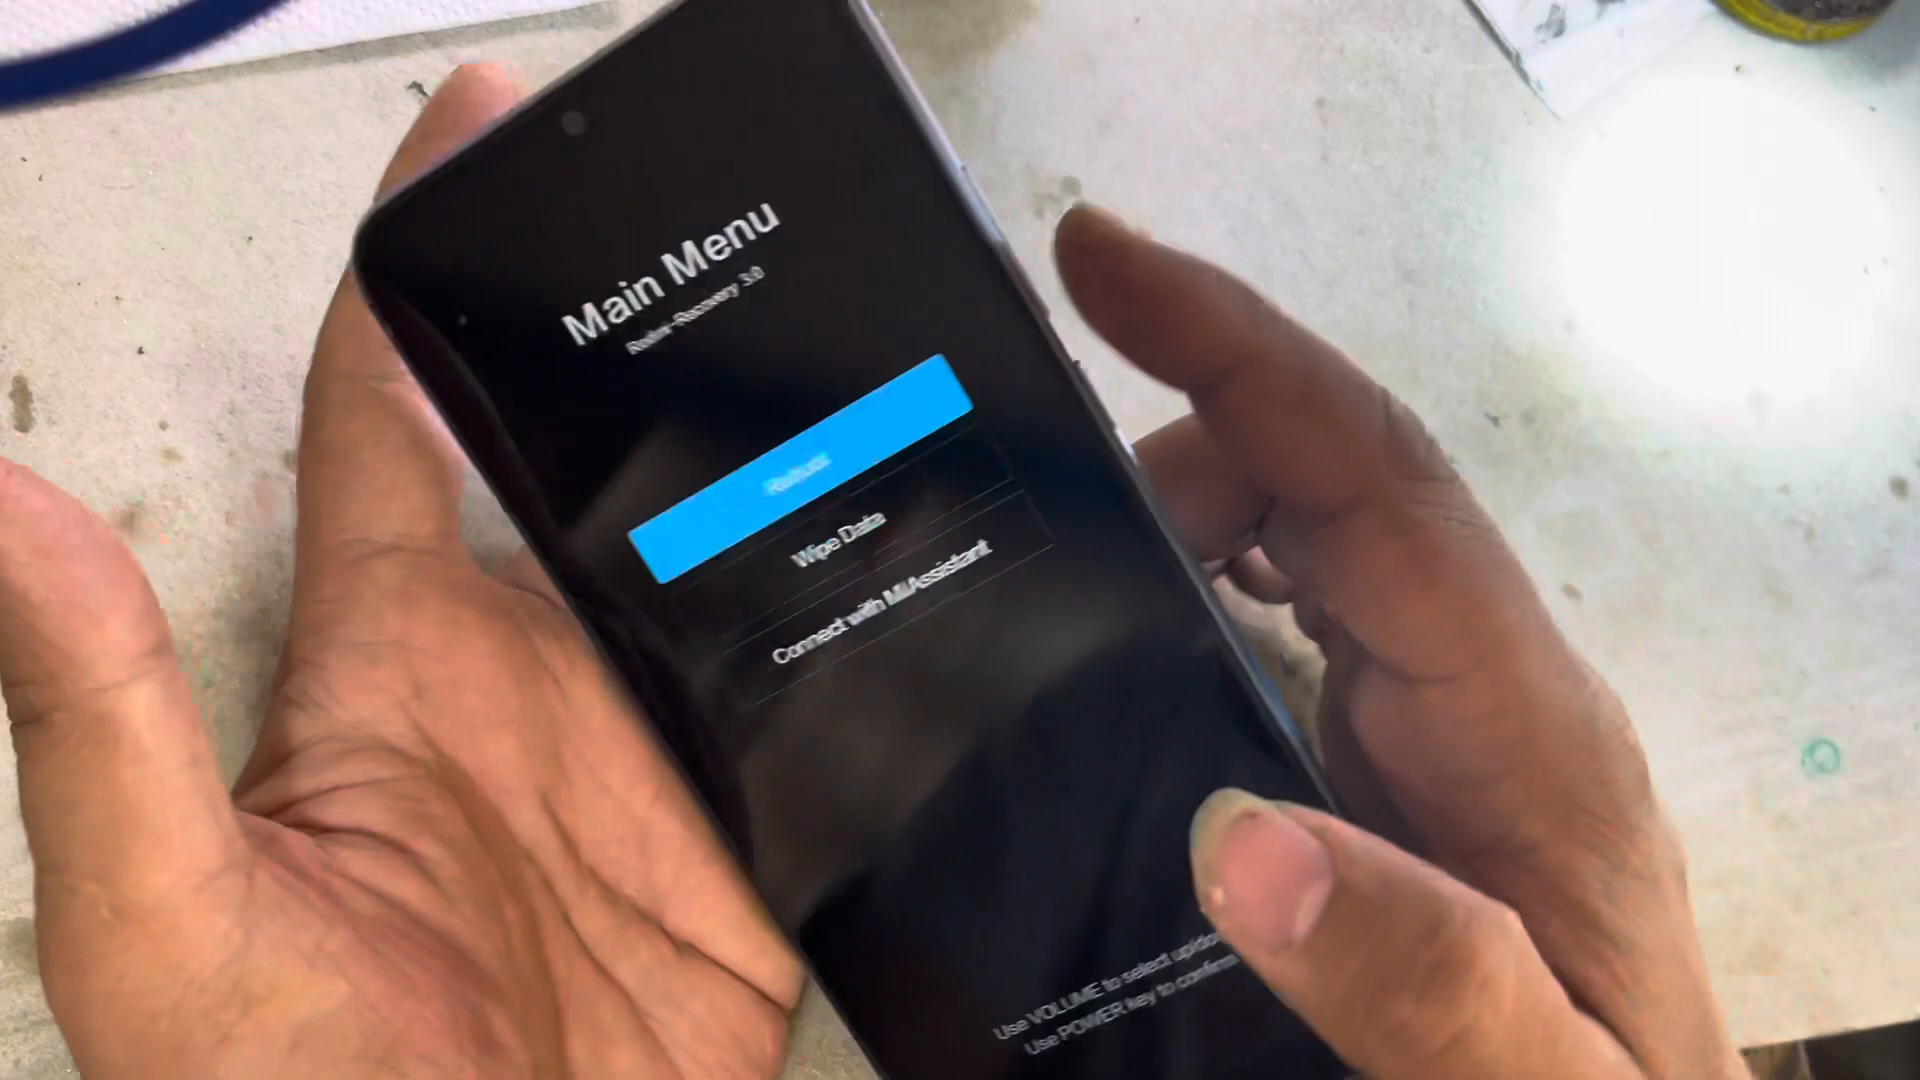 Main Menu
Redmi-Recovery 3.0
Reboot
Wipe Data
Connect with MIAssistant
Use VOLUME to select up/do
Use POWER key to confirm